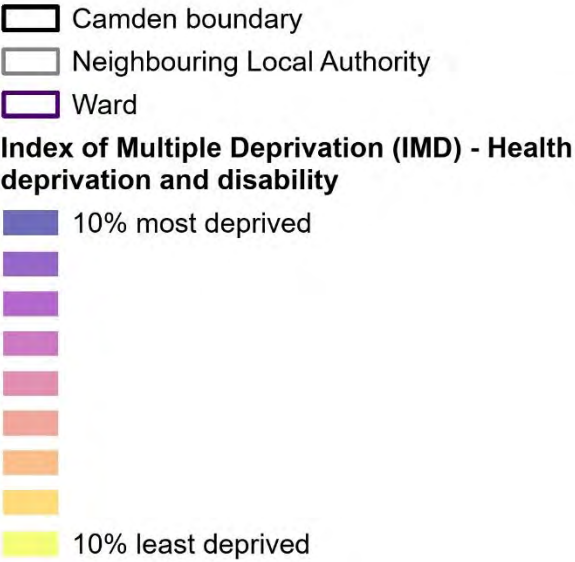 Camden boundary
Neighbouring Local Authority
Ward
Index of Multiple Deprivation (IMD) - Health
deprivation and disability
10% most deprived
10% least deprived